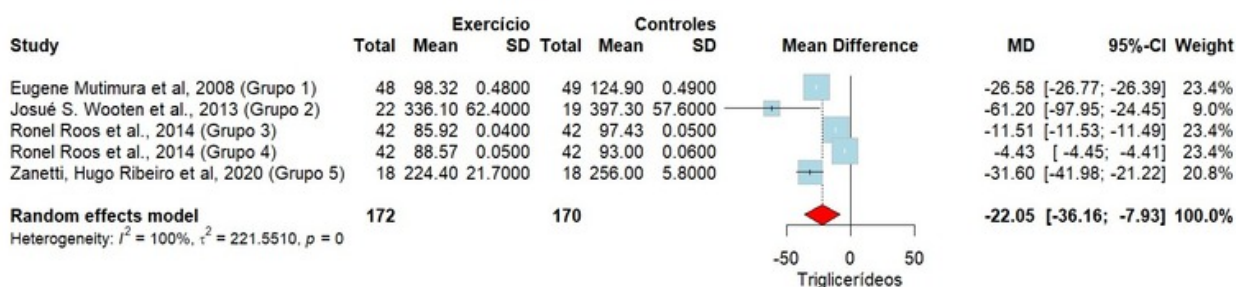 Exercício Controles
Study Total Mean SD Total Mean SD Mean Difference MD 95%-CI Weight
Eugene Mutimura et al, 2008 (Grupo 1) 48 98.32 0.4800 49 124.90 0.4900 -26.58 [-26.77; -26.39] 23.4%
Josué S. Wooten et al., 2013 (Grupo 2) 22 336.10 62.4000 19 397.30 57.6000 -61.20 [-97.95; -24.45] 9.0%
Ronel Roos et al., 2014 (Grupo 3) 42 85.92 0.0400 42 97.43 0.0500 -11.51 [-11.53; -11.49] 23.4%
Ronel Roos et al., 2014 (Grupo 4) 42 88.57 0.0500 42 93.00 0.0600 -4.43 [ -4.45; -4.41] 23.4%
Zanetti, Hugo Ribeiro et al, 2020 (Grupo 5) 18 224.40 21.7000 18 256.00 5.8000 -31.60 [-41.98; -21.22] 20.8%
Random effects model 172 170 -22.05 [-36.16; -7.93] 100.0%
Heterogeneity: I² = 100%, τ² = 221.5510, p = 0
-50 0 50
Triglicerídeos